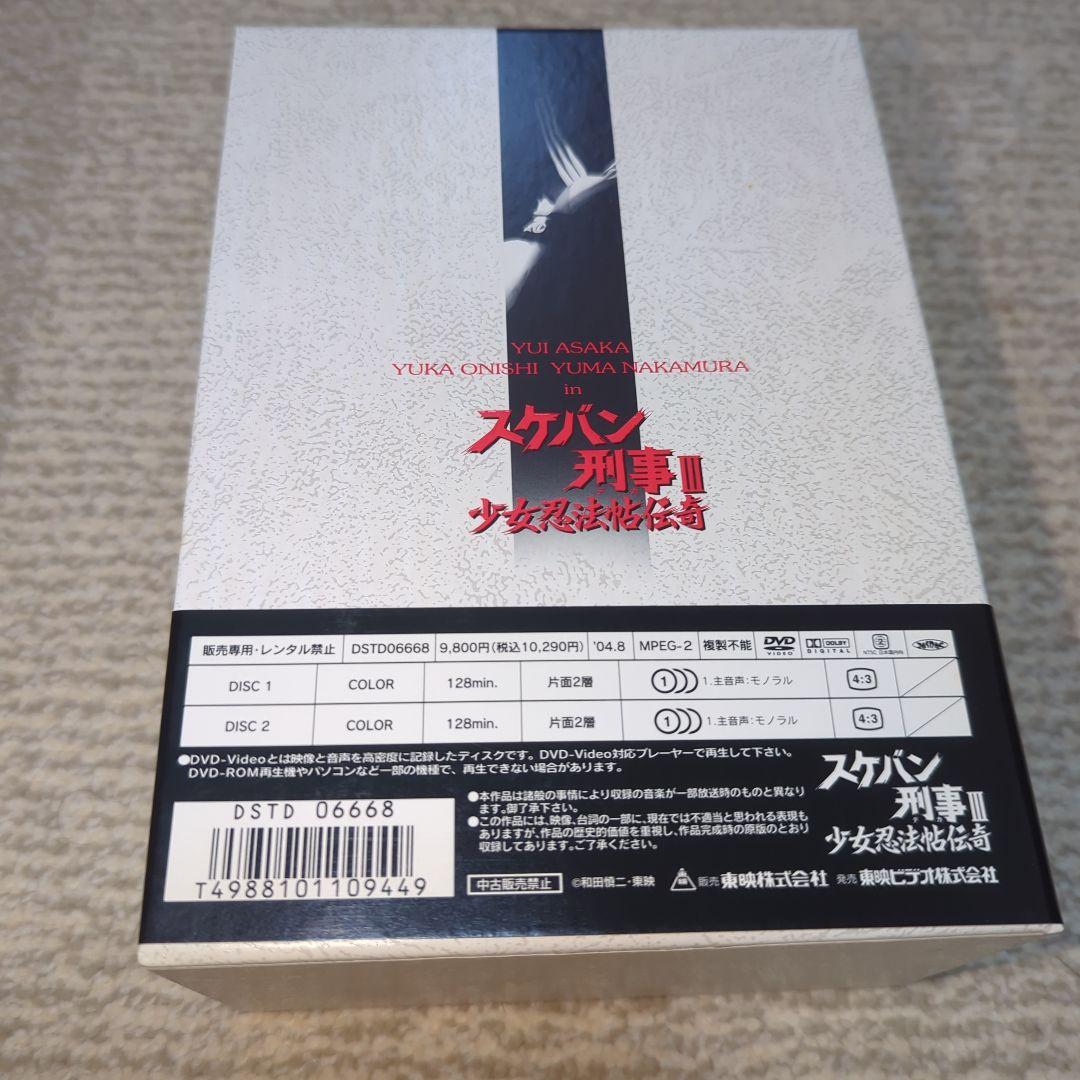 YUI ASAKA
YUKA ONISHI YUMA NAKAMURA
in
スケバン
刑事III
デカ
少女忍法帖伝奇
販売専用・レンタル禁止 DSTD06668 9,800円(税込10,290円) '04.8 MPEG-2 複製不能 DVD VIDEO DOLBY DIGITAL 2 NTSC 日本国内向
DISC 1 COLOR 128min. 片面2層 1 1.主音声:モノラル 4:3
DISC 2 COLOR 128min. 片面2層 1 1.主音声:モノラル 4:3
●DVD-Videoとは映像と音声を高密度に記録したディスクです。DVD-Video対応プレーヤーで再生して下さい。
DVD-ROM再生機やパソコンなど一部の機種で、再生できない場合があります。
DSTD 06668
T4988101109449
●本作品は諸般の事情により収録の音楽が一部放送時のものと異なり
ます。御了承下さい。
●この作品には、映像、台詞の一部に、現在では不適当と思われる表現も
ありますが、作品の歴史的価値を重視し、作品完成時の原版のとおり
収録してあります。ご了承ください。
スケバン
刑事III
デカ
少女忍法帖伝奇
中古販売禁止 ©和田慎二・東映 販売 東映株式会社 発売 東映ビデオ株式会社